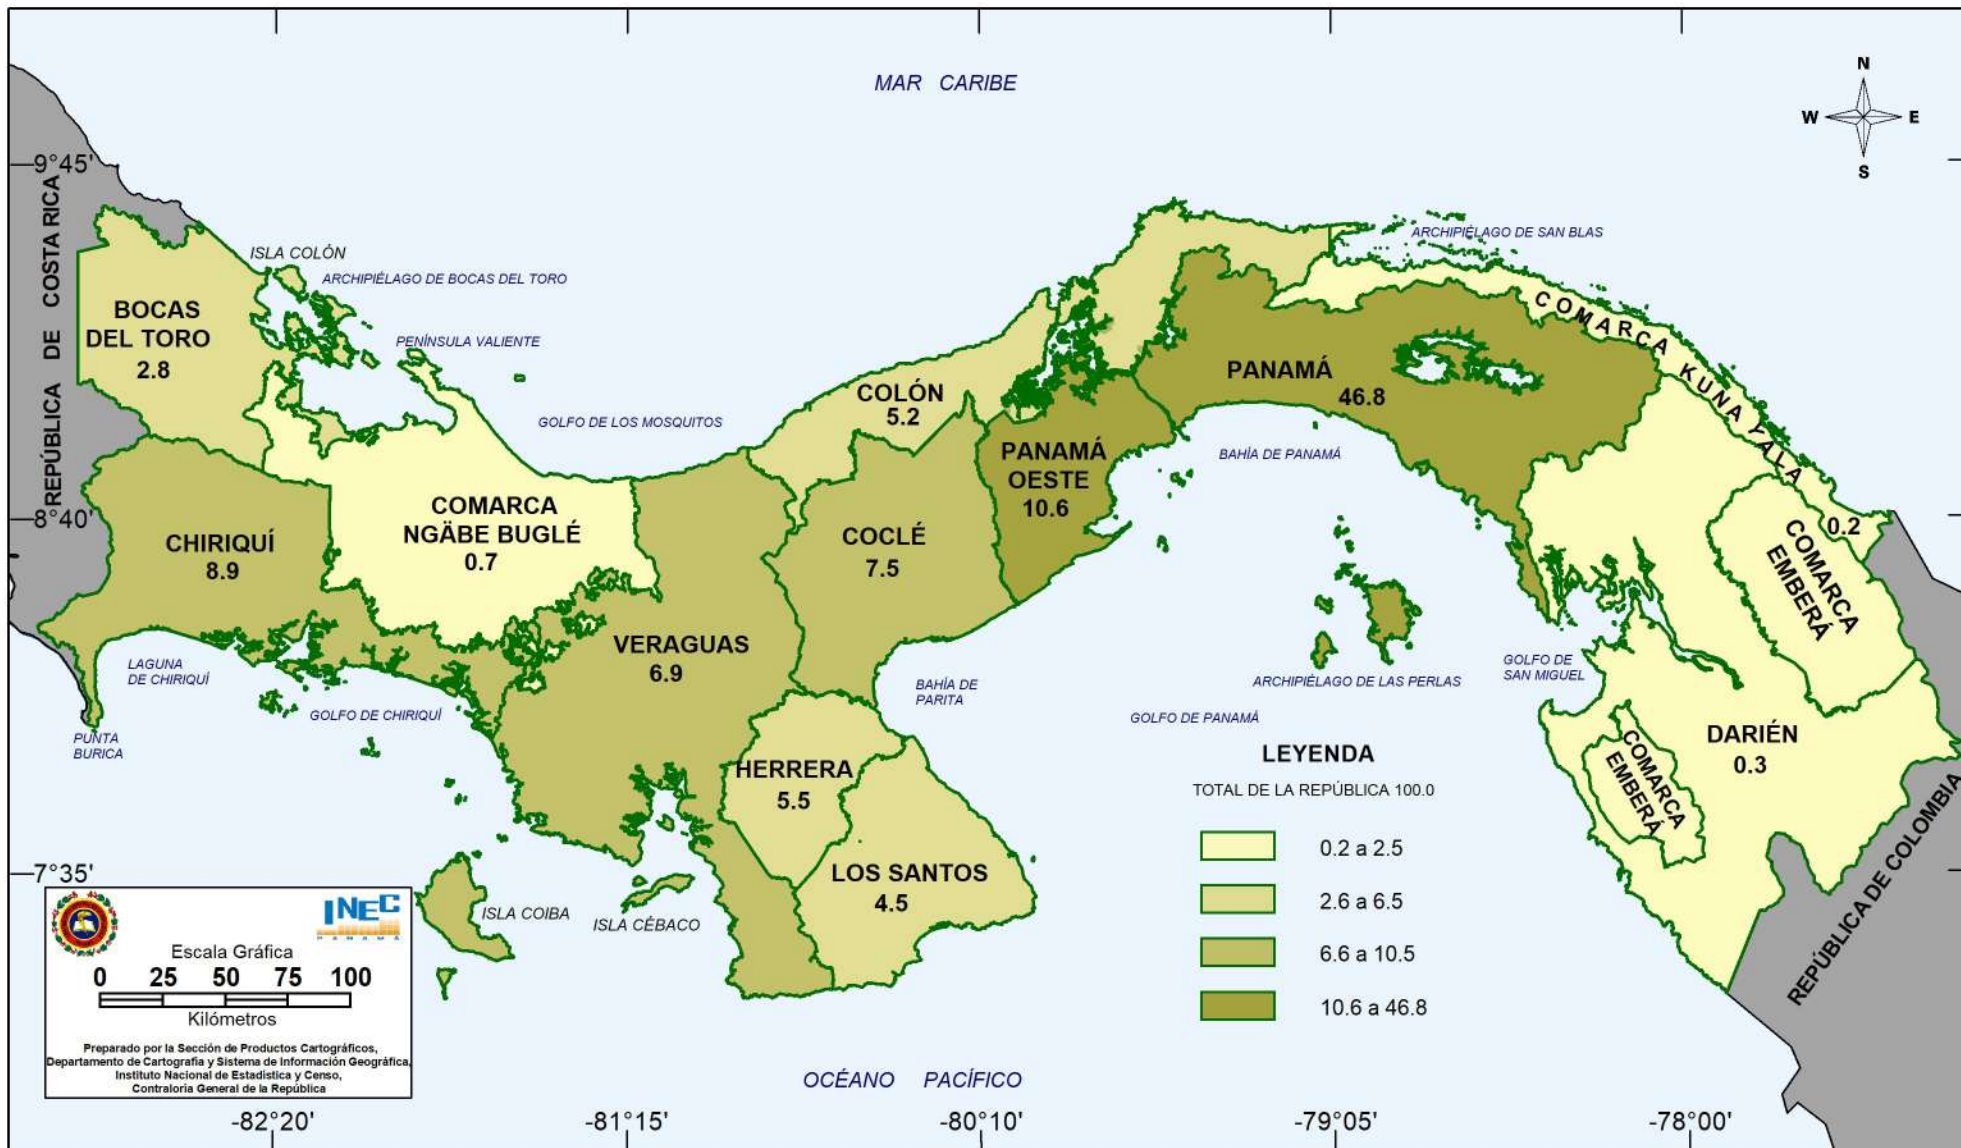 MAR CARIBE
N
W
E
S
9°45'
REPÚBLICA DE COSTA RICA
ISLA COLÓN
ARCHIPIÉLAGO DE BOCAS DEL TORO
ARCHIPIÉLAGO DE SAN BLAS
BOCAS
DEL TORO
2.8
PENÍNSULA VALIENTE
GOLFO DE LOS MOSQUITOS
COLÓN
5.2
PANAMÁ
46.8
COMARCA KUNA YALA
0.2
BAHÍA DE PANAMÁ
PANAMÁ
OESTE
10.6
8°40'
CHIRIQUÍ
8.9
COMARCA
NGÄBE BUGLÉ
0.7
COCLÉ
7.5
COMARCA
EMBERÁ
VERAGUAS
6.9
LAGUNA
DE CHIRIQUÍ
GOLFO DE CHIRIQUÍ
PUNTA
BURICA
BAHÍA DE
PARITA
ARCHIPIÉLAGO DE LAS PERLAS
GOLFO DE
SAN MIGUEL
GOLFO DE PANAMÁ
DARIÉN
0.3
COMARCA
EMBERÁ
HERRERA
5.5
LOS SANTOS
4.5
7°35'
ISLA COIBA
ISLA CÉBACO
REPÚBLICA DE COLOMBIA
LEYENDA
TOTAL DE LA REPÚBLICA 100.0
0.2 a 2.5
2.6 a 6.5
6.6 a 10.5
10.6 a 46.8
INEC
PANAMÁ
Escala Gráfica
0 25 50 75 100
Kilómetros
Preparado por la Sección de Productos Cartográficos,
Departamento de Cartografía y Sistema de Información Geográfica,
Instituto Nacional de Estadística y Censo,
Contraloría General de la República
OCÉANO PACÍFICO
-82°20'
-81°15'
-80°10'
-79°05'
-78°00'